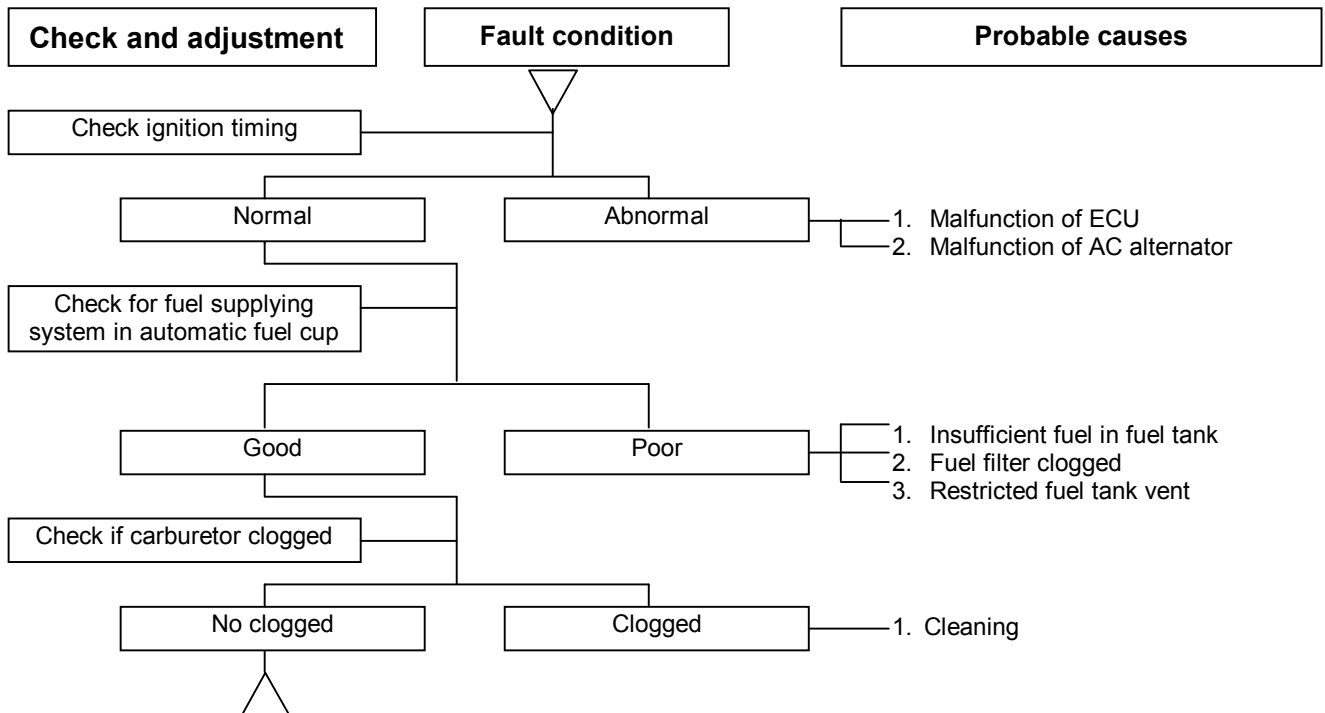 Check and adjustment
Fault condition
Probable causes
Check ignition timing
Normal
Abnormal
1. Malfunction of ECU
2. Malfunction of AC alternator
Check for fuel supplying
system in automatic fuel cup
Good
Poor
1. Insufficient fuel in fuel tank
2. Fuel filter clogged
3. Restricted fuel tank vent
Check if carburetor clogged
No clogged
Clogged
1. Cleaning